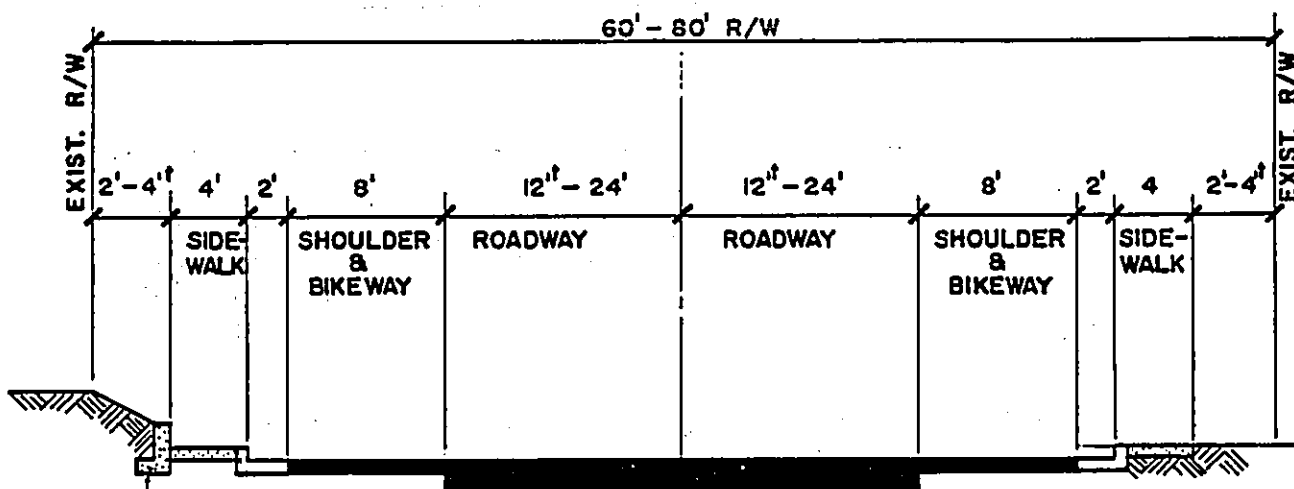 60'-80' R/W
EXIST. R/W
EXIST. R/W
2'-4'±
4'
2'
8'
12'±-24'
12'±-24'
8'
2'
4
2'-4'±
SIDE-
WALK
SHOULDER
&
BIKEWAY
ROADWAY
ROADWAY
SHOULDER
&
BIKEWAY
SIDE-
WALK